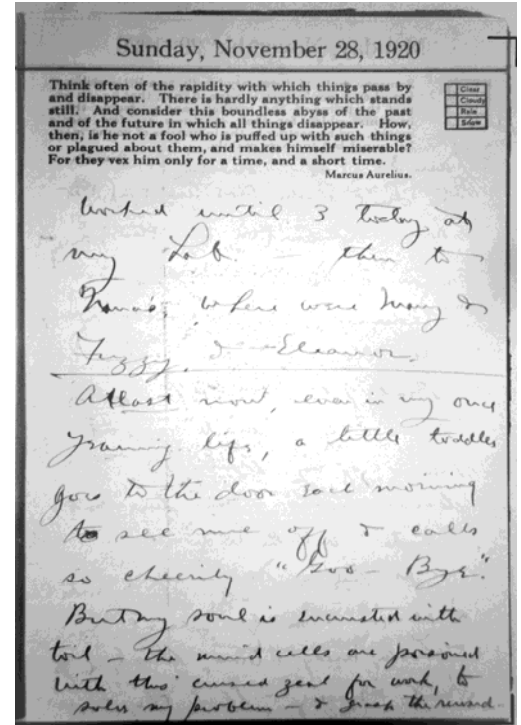 Sunday, November 28, 1920
Think often of the rapidity with which things pass by
and disappear. There is hardly anything which stands
still. And consider this boundless abyss of the past
and of the future in which all things disappear. How,
then, is he not a fool who is puffed up with such things
or plagued about them, and makes himself miserable?
For they vex him only for a time, and a short time.
Marcus Aurelius.
Clear
Cloudy
Rain
Snow
Worked until 3 today at
my Lab — then to
where were &
Fuzzy, & Eleanor.
At last now, even in my once
life, a little toddler
goes to the door each morning
to see me off & calls
so cheerily "Goo - Bye."
But my soul is encrusted with
toil — the mind cells are poisoned
with this cursed zeal for work, to
solve my problem — & grasp the